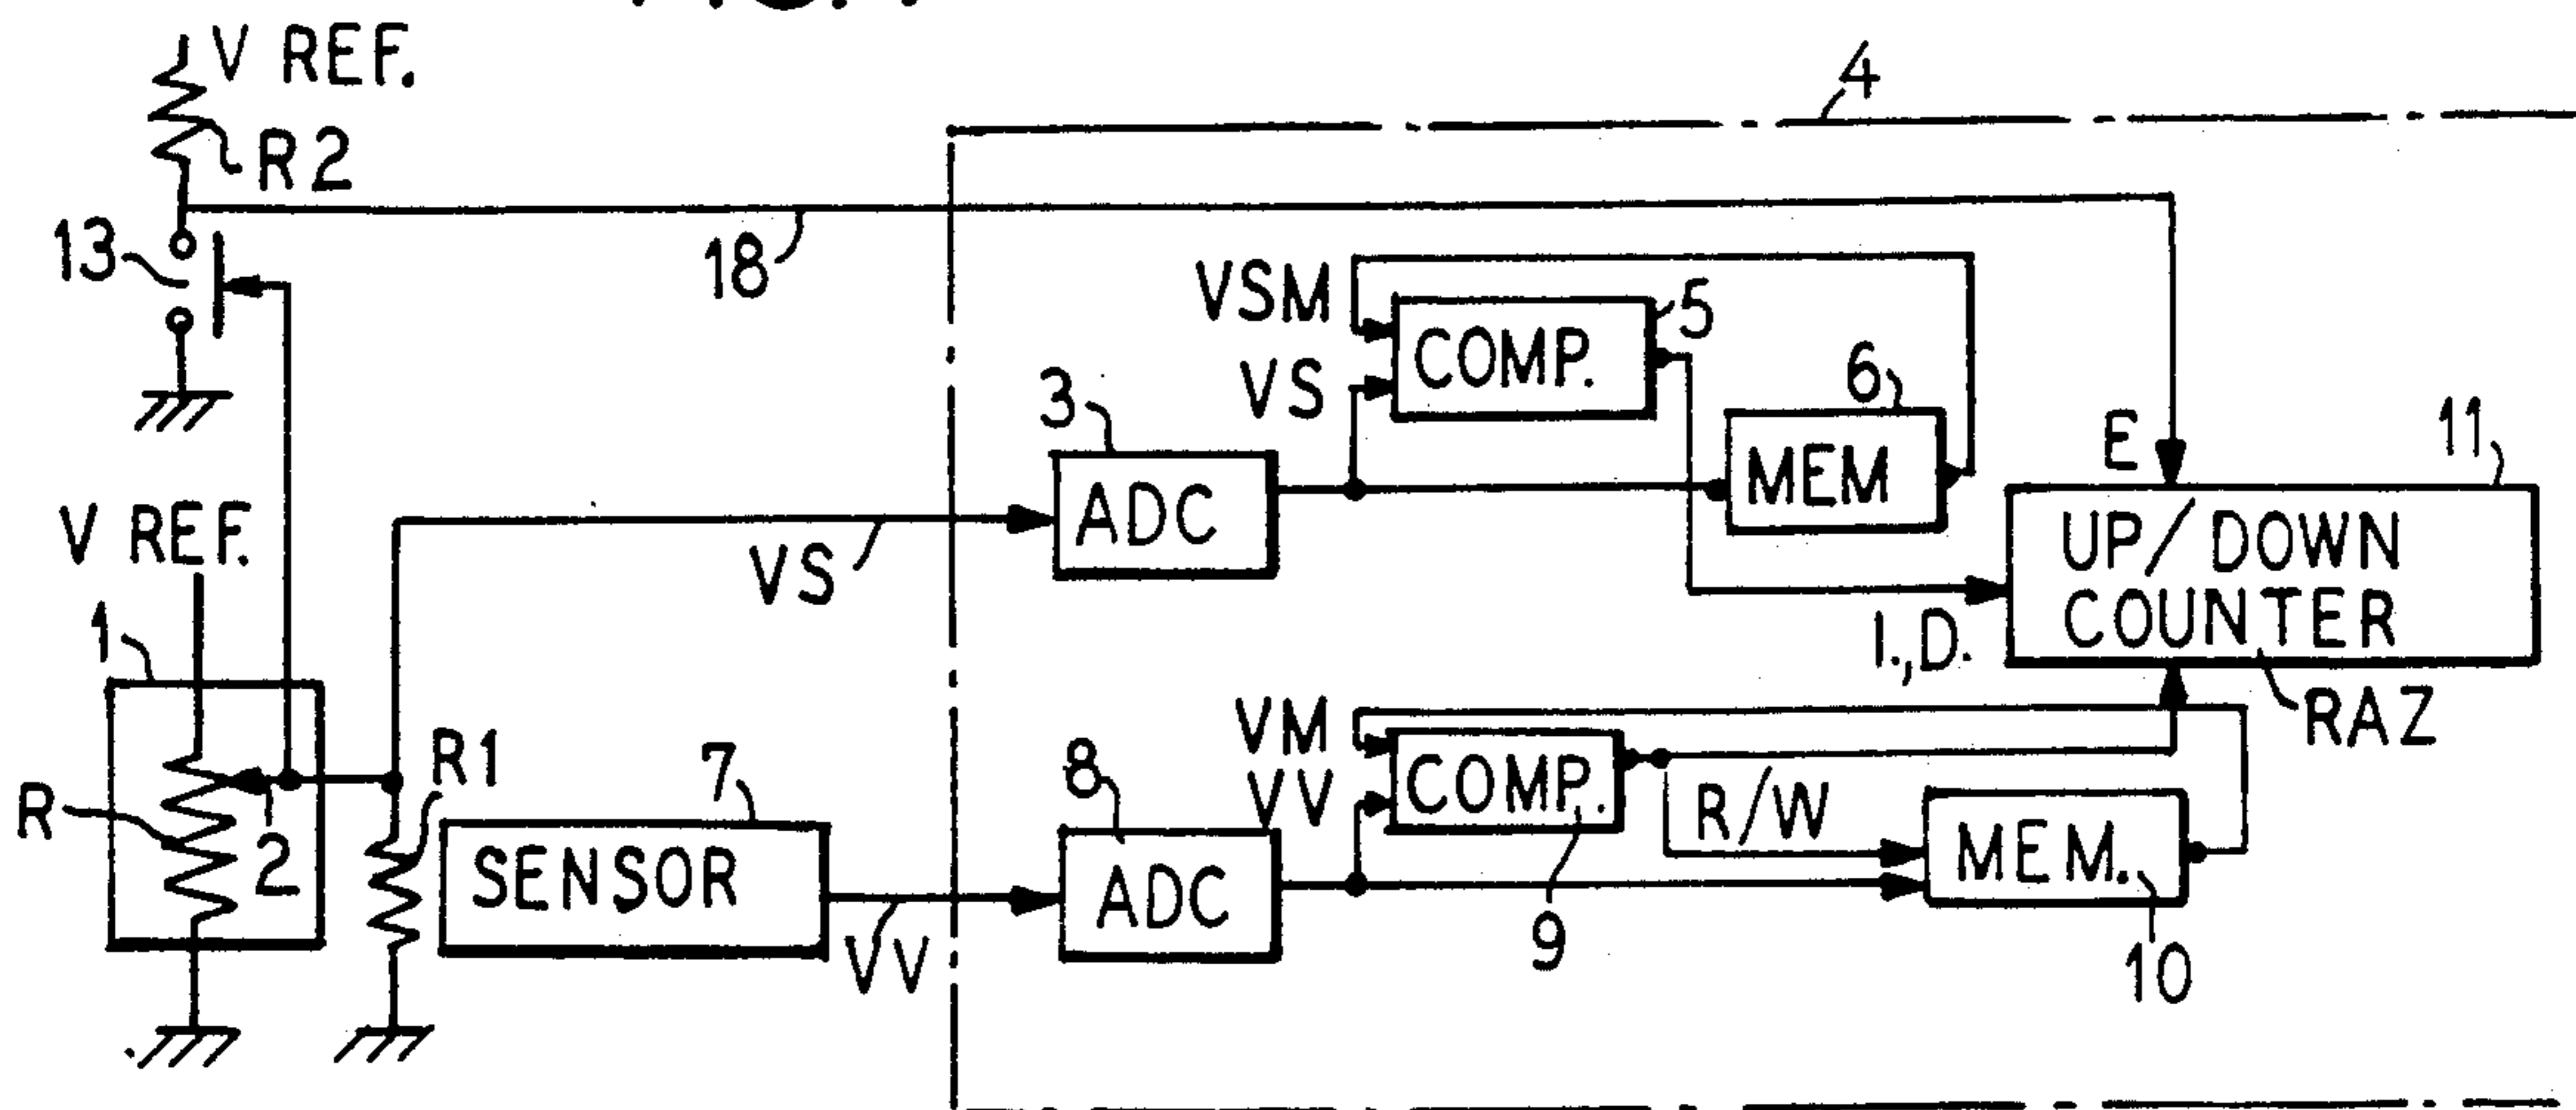 V REF.
4
R2
13
18
VSM
5
COMP.
VS
6
3
E
11
MEM
ADC
UP/DOWN
COUNTER
V REF.
VS
1
I.,D.
RAZ
VM
R1
7
8
COMP.
VV
R/W
R
2
SENSOR
MEM.
ADC
9
VV
10